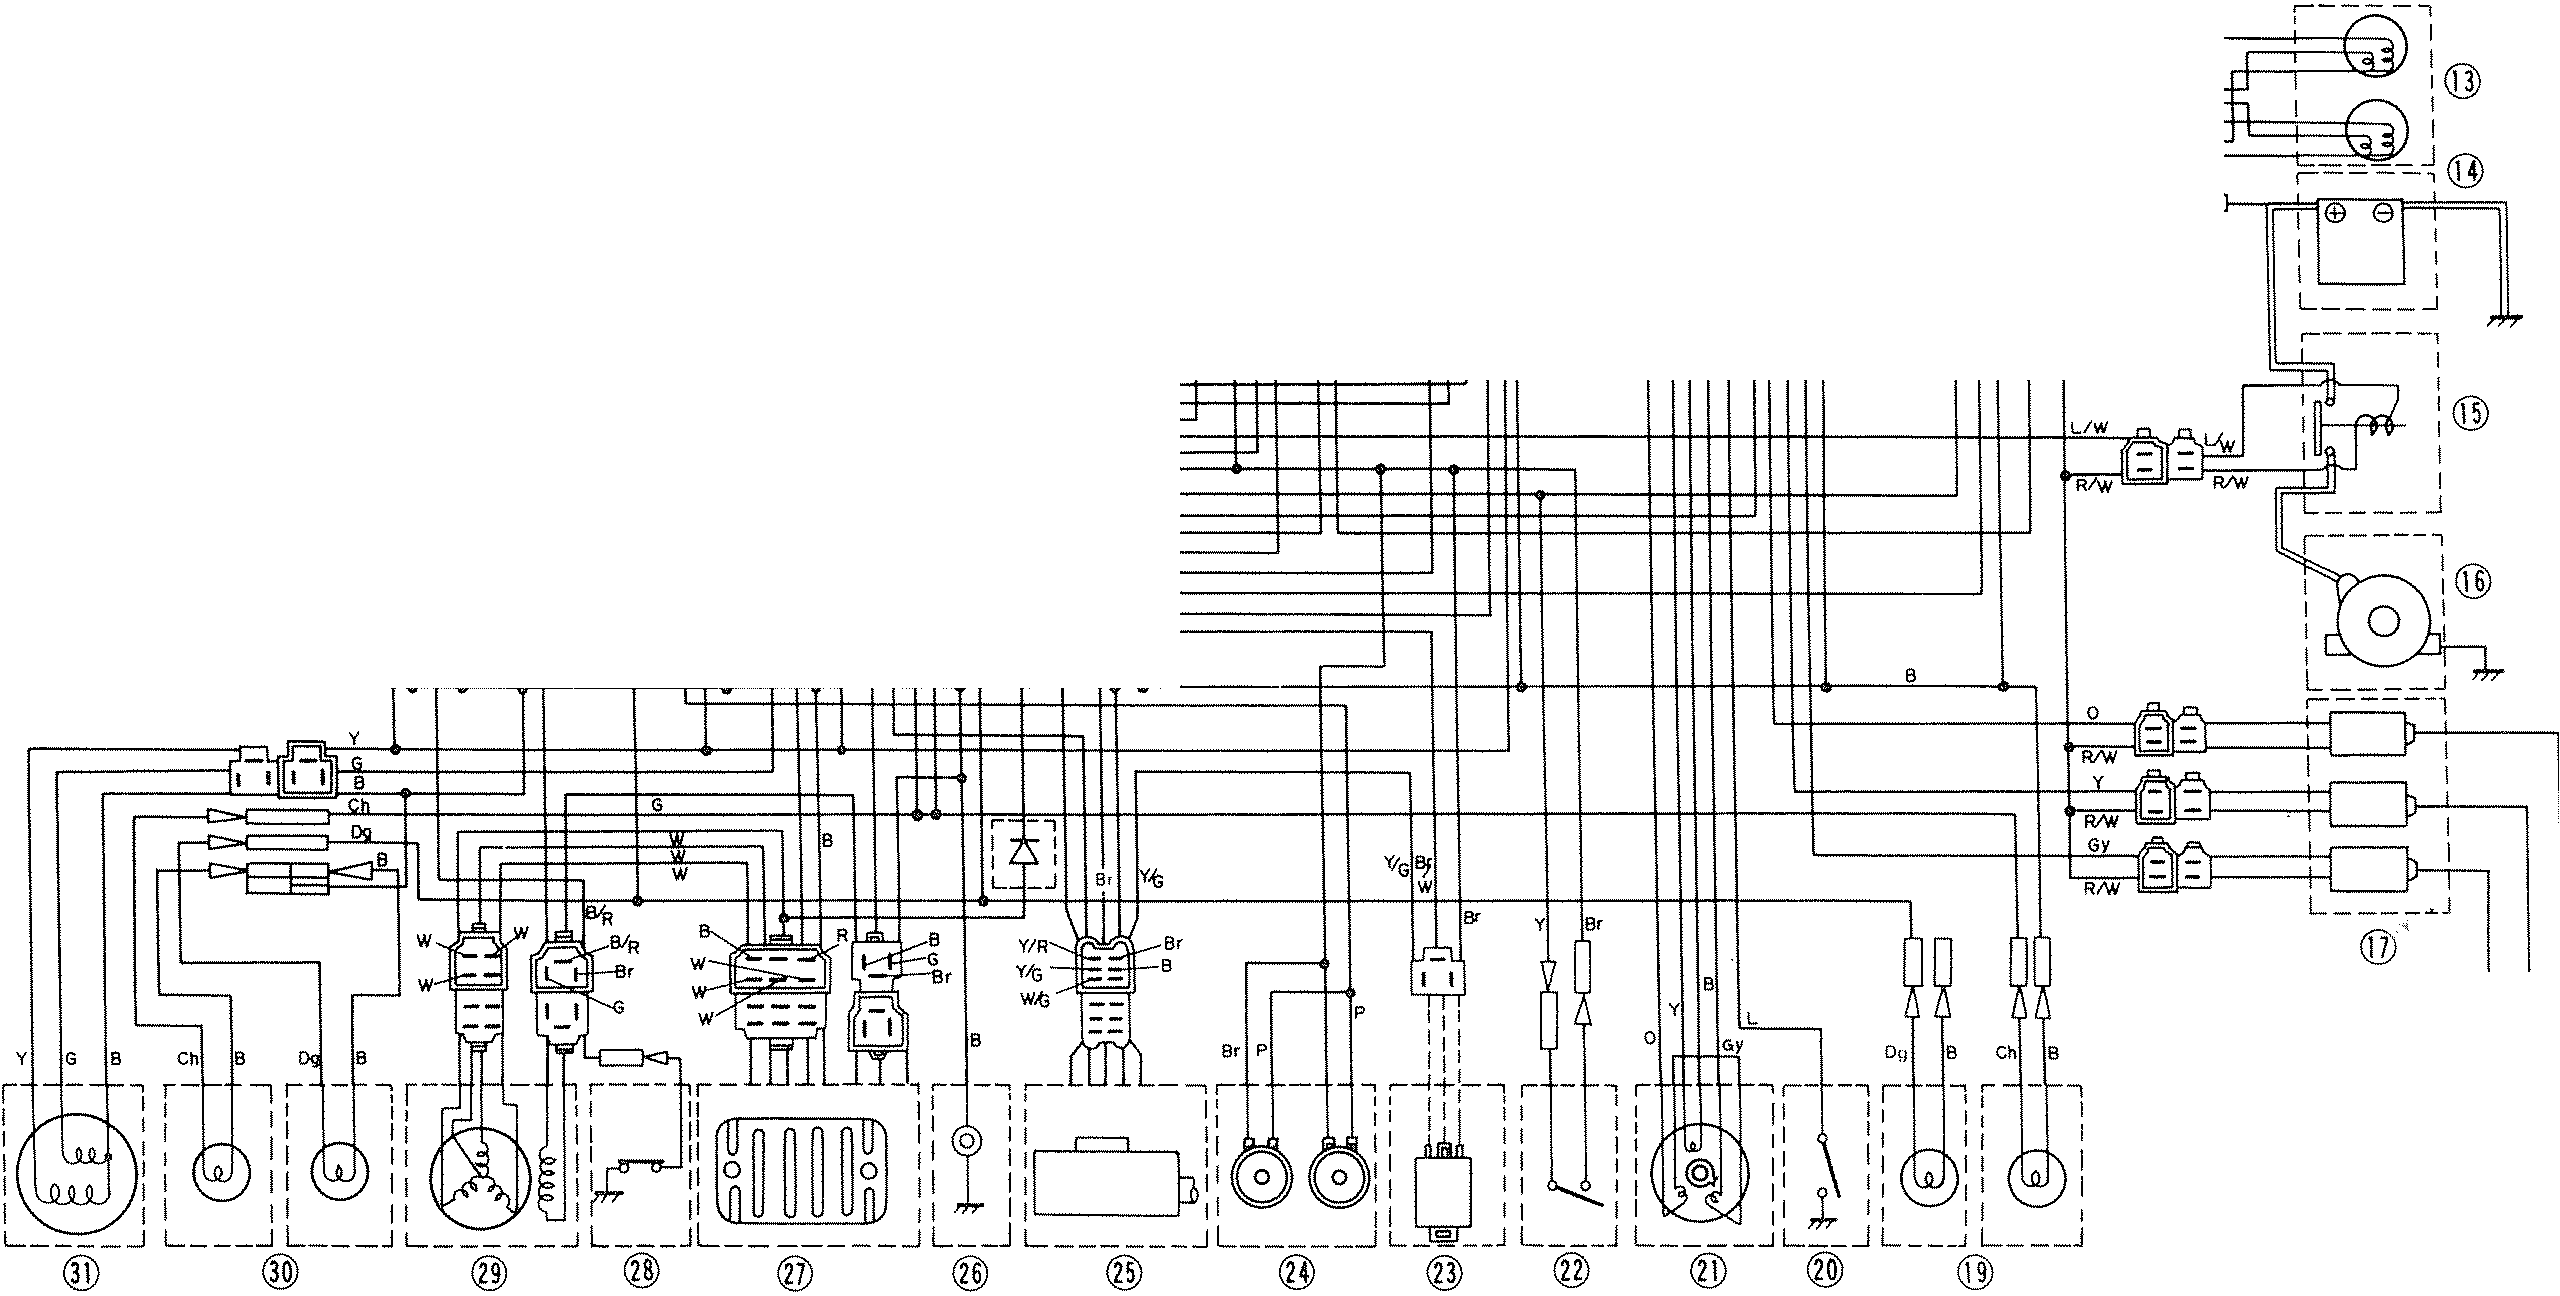 13
14
+ −
L/W L/W
15
R/W R/W
16
B
O
Y
R/W
G
B
Y
Ch
G
R/W
Dg
W
B
Gy
W
B
Y/G Br/W
W
Br
Y/G
R/W
B/R
Br
Y
Br
W
W
B/R
B
R
B
Y/R
Br
17
W
G
Y/G
B
W
Br
Br
W
W/G
B
G
W
Y
P
L
B
O
Gy
Y
G
B
Ch
B
Dg
B
Br
P
Dg
B
Ch
B
31
30
29
28
27
26
25
24
23
22
21
20
19